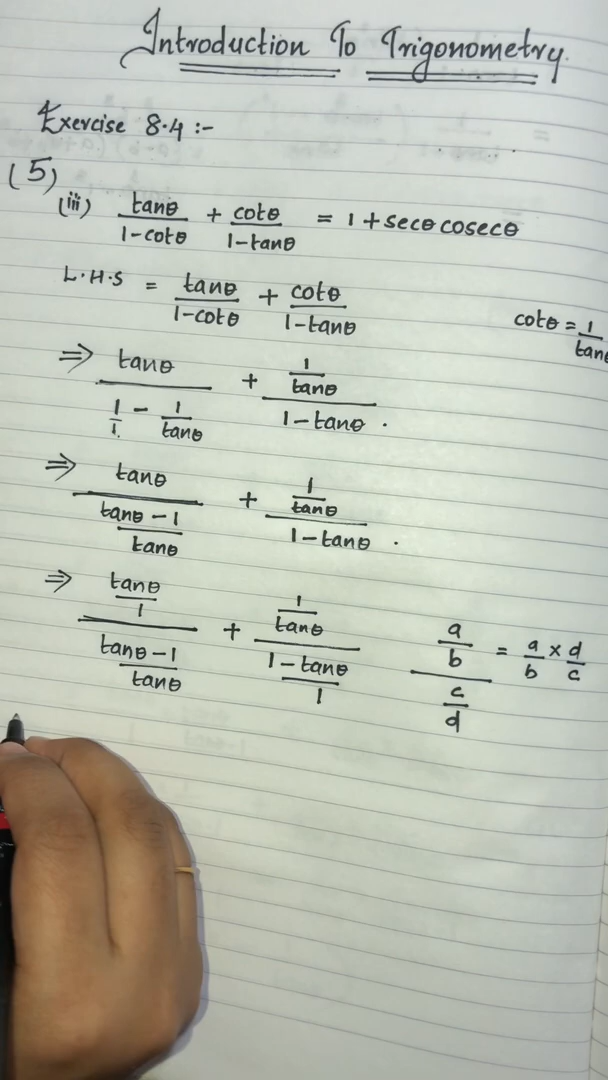 Introduction To Trigonometry
Exercise 8.4 :-
(5)
(iii) tanθ/(1-cotθ) + cotθ/(1-tanθ) = 1 + secθ cosecθ
L.H.S = tanθ/(1-cotθ) + cotθ/(1-tanθ)
cotθ = 1/tanθ
⇒ tanθ/(1/1. - 1/tanθ) + (1/tanθ)/(1-tanθ) .
⇒ tanθ/((tanθ-1)/tanθ) + (1/tanθ)/(1-tanθ) .
⇒ (tanθ/1)/((tanθ-1)/tanθ) + (1/tanθ)/((1-tanθ)/1)
(a/b)/(c/d) = a/b × d/c